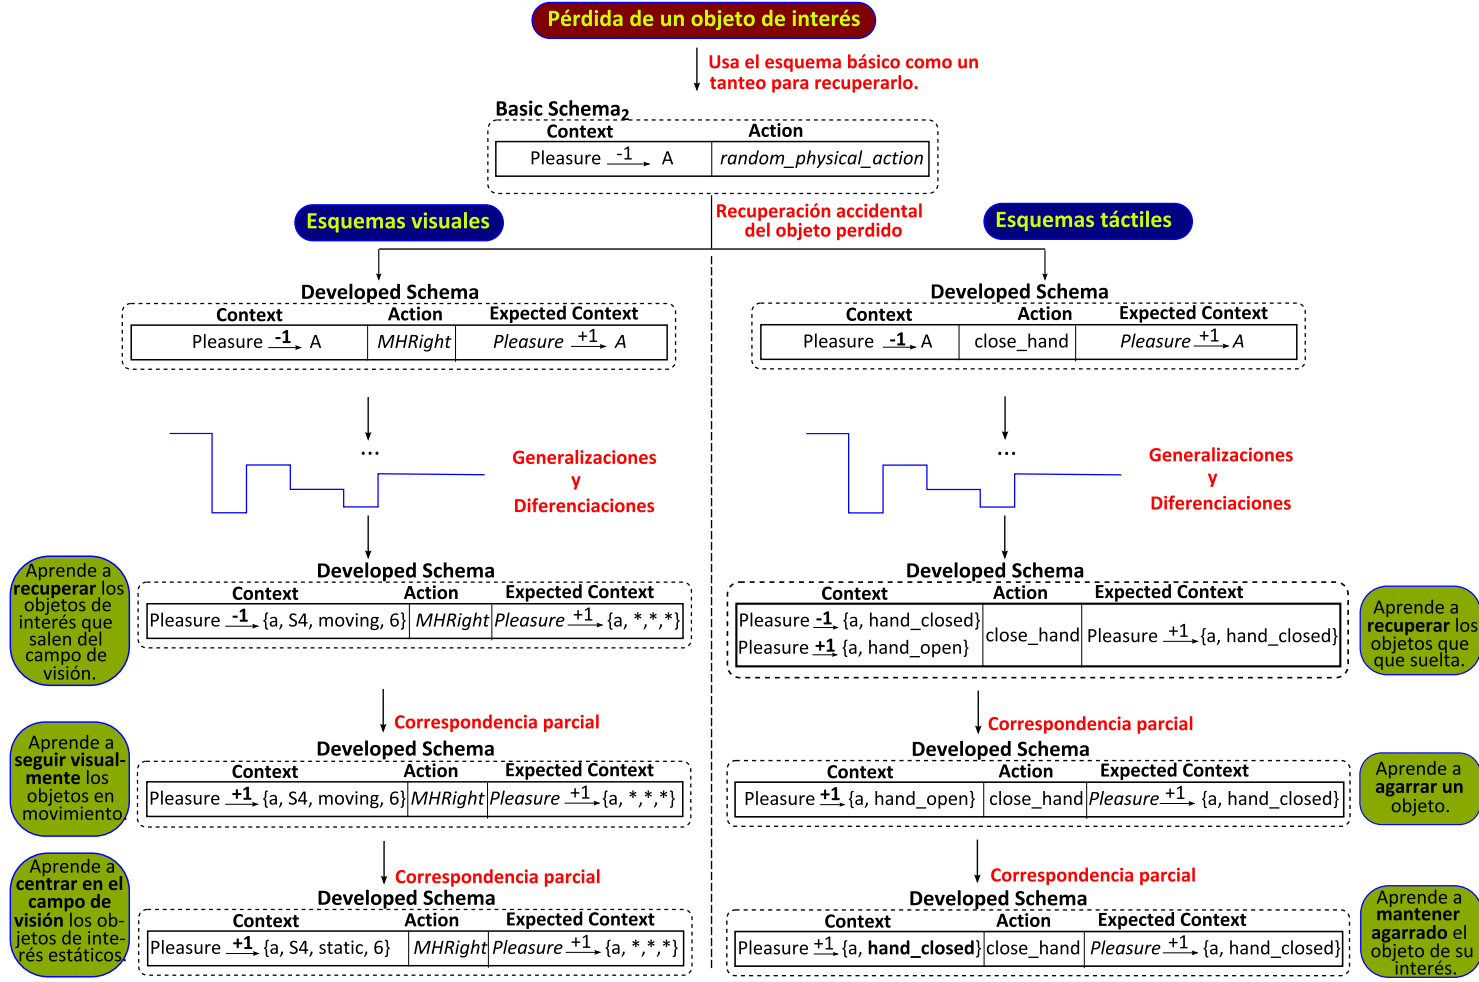 Pérdida de un objeto de interés
Usa el esquema básico como un
tanteo para recuperarlo.
Basic Schema2
Context Action
Pleasure -1 A random_physical_action
Recuperación accidental
del objeto perdido
Esquemas visuales
Developed Schema
Context Action Expected Context
Pleasure -1 A MHRight Pleasure +1 A
...
Generalizaciones
y
Diferenciaciones
Aprende a
recuperar los
objetos de
interés que
salen del
campo de
visión.
Developed Schema
Context Action Expected Context
Pleasure -1 {a, S4, moving, 6} MHRight Pleasure +1 {a, *,*,*}
Correspondencia parcial
Aprende a
seguir visual-
mente los
objetos en
movimiento.
Developed Schema
Context Action Expected Context
Pleasure +1 {a, S4, moving, 6} MHRight Pleasure +1 {a, *,*,*}
Correspondencia parcial
Aprende a
centrar en el
campo de
visión los ob-
jetos de inte-
rés estáticos.
Developed Schema
Context Action Expected Context
Pleasure +1 {a, S4, static, 6} MHRight Pleasure +1 {a, *,*,*}
Esquemas táctiles
Developed Schema
Context Action Expected Context
Pleasure -1 A close_hand Pleasure +1 A
...
Generalizaciones
y
Diferenciaciones
Developed Schema
Context Action Expected Context
Pleasure -1 {a, hand_closed}
Pleasure +1 {a, hand_open}
close_hand Pleasure +1 {a, hand_closed}
Aprende a
recuperar los
objetos que
que suelta.
Correspondencia parcial
Developed Schema
Context Action Expected Context
Pleasure +1 {a, hand_open} close_hand Pleasure +1 {a, hand_closed}
Aprende a
agarrar un
objeto.
Correspondencia parcial
Developed Schema
Context Action Expected Context
Pleasure +1 {a, hand_closed} close_hand Pleasure +1 {a, hand_closed}
Aprende a
mantener
agarrado el
objeto de su
interés.